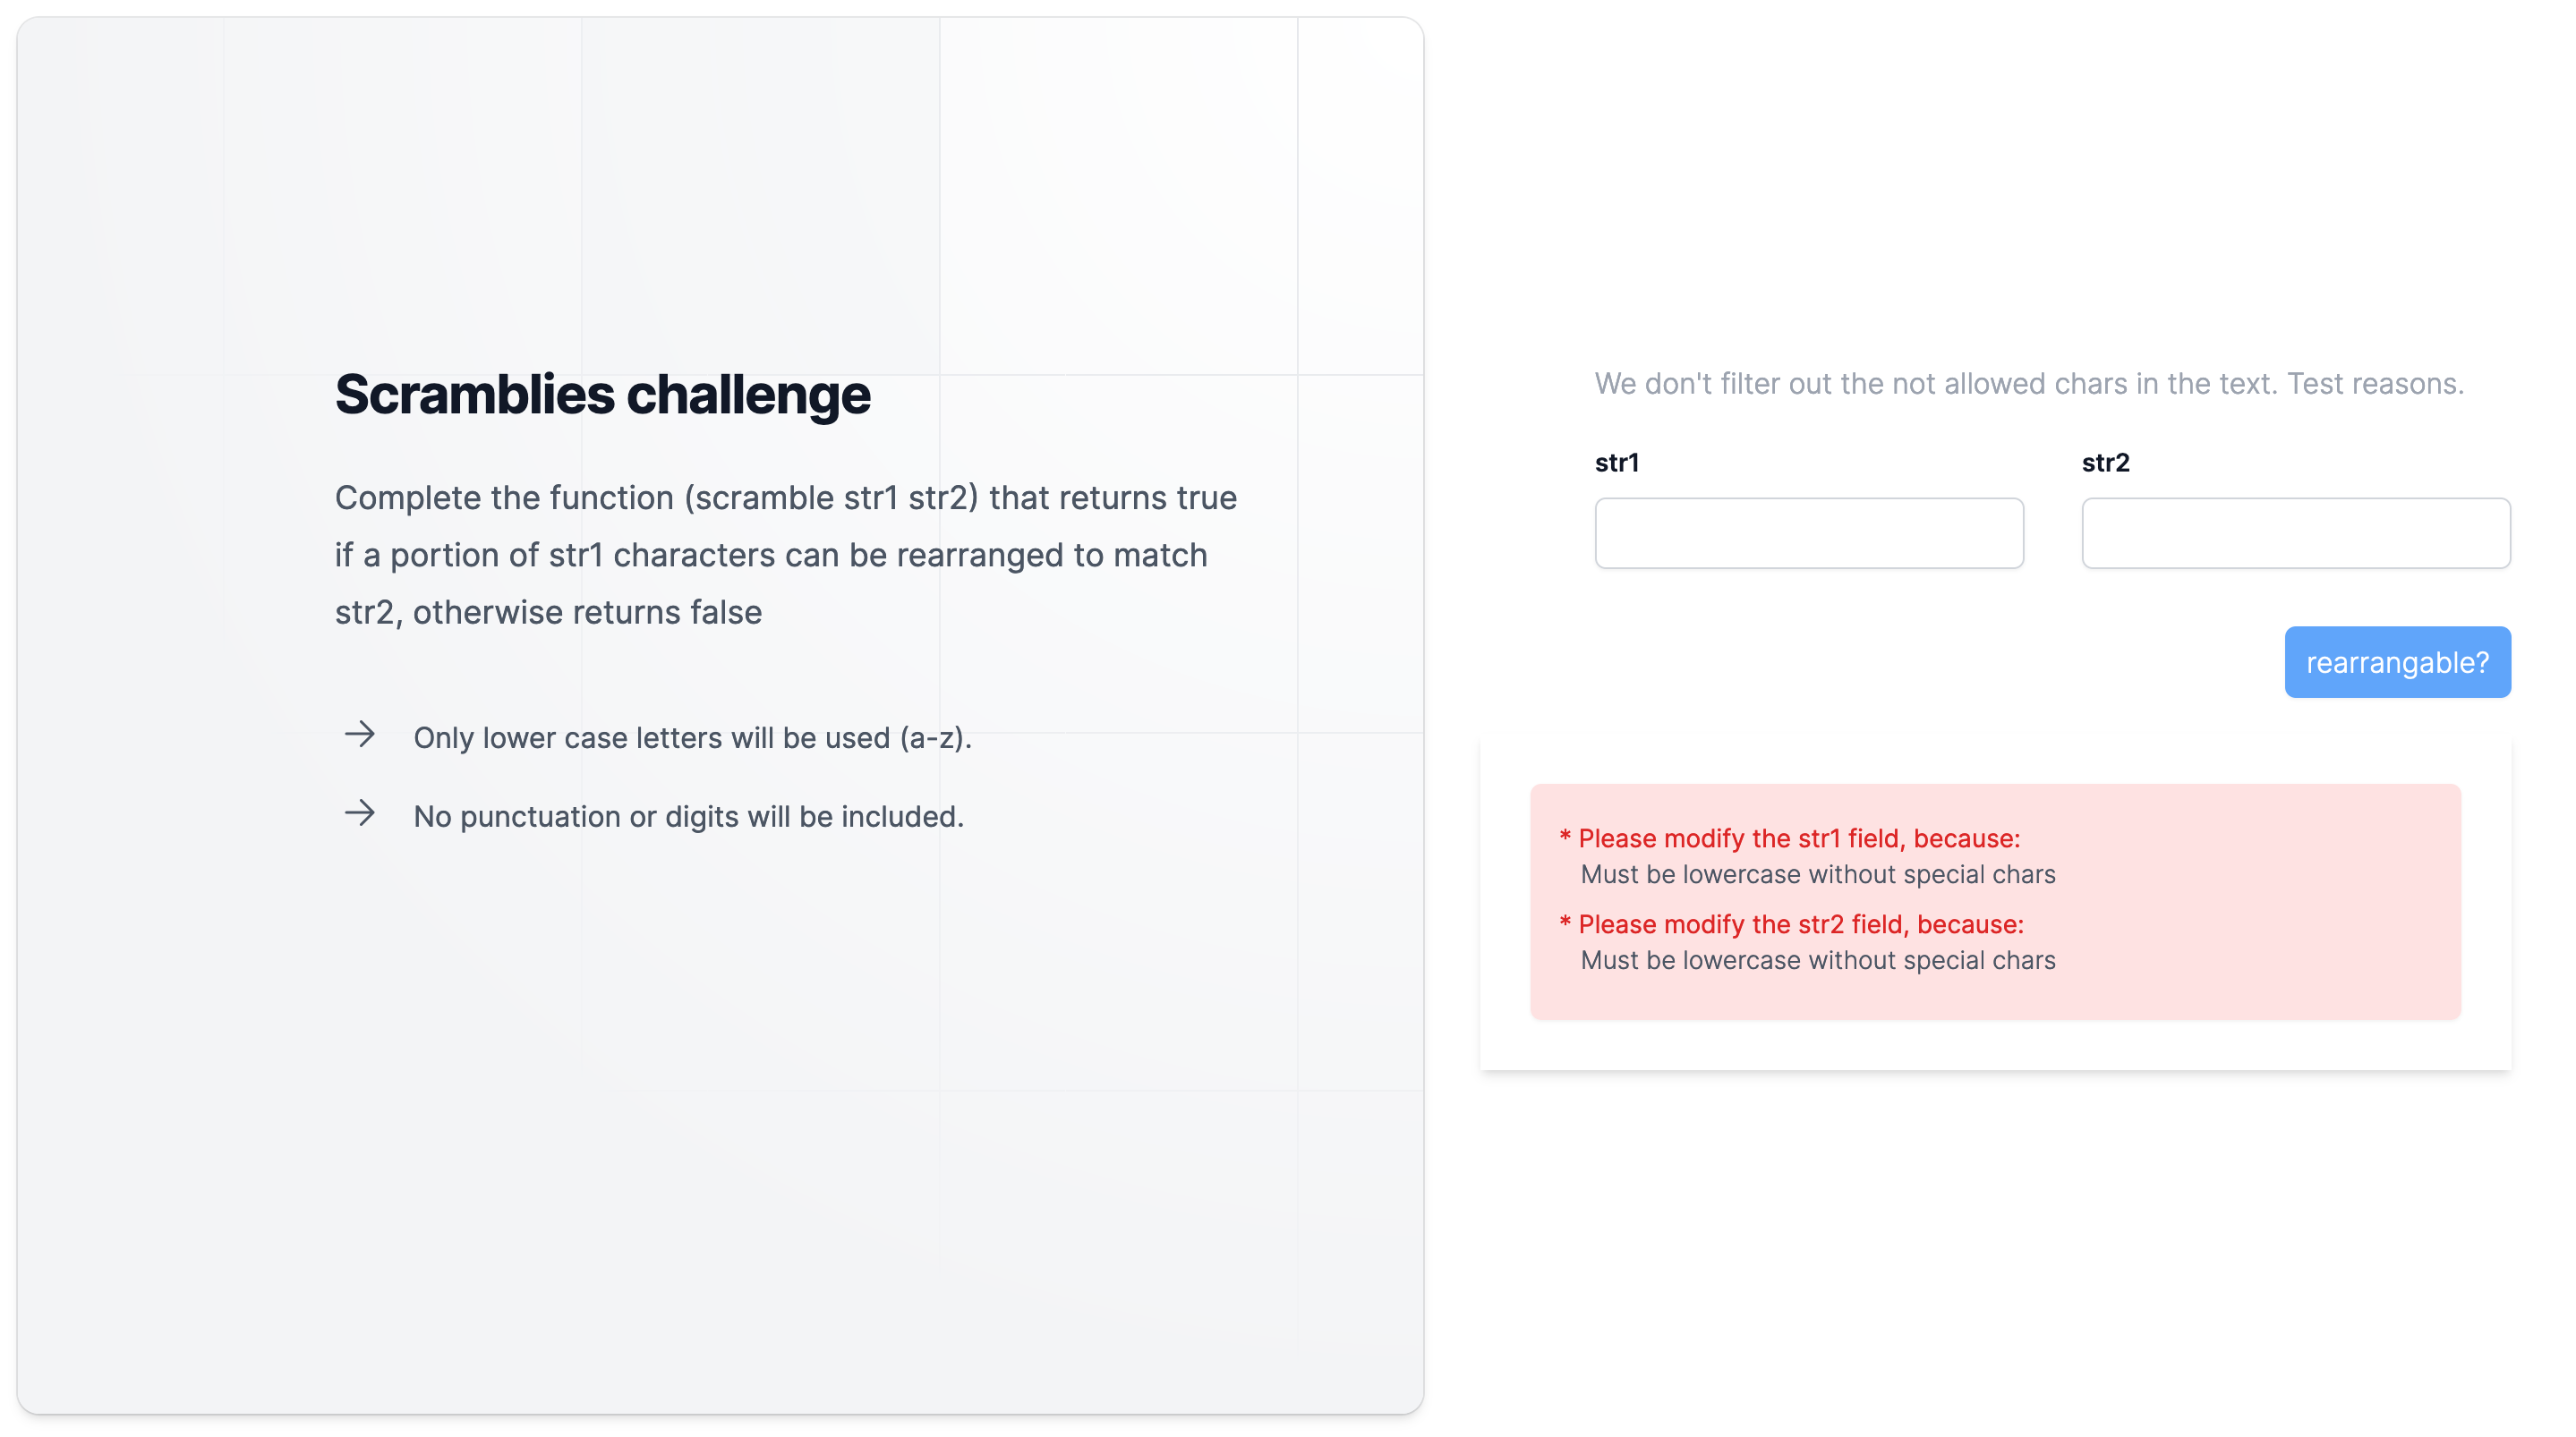 Scramblies challenge
Complete the function (scramble str1 str2) that returns true
if a portion of str1 characters can be rearranged to match
str2, otherwise returns false
Only lower case letters will be used (a-z).
No punctuation or digits will be included.
We don't filter out the not allowed chars in the text. Test reasons.
str1
str2
rearrangable?
* Please modify the str1 field, because:
Must be lowercase without special chars
* Please modify the str2 field, because:
Must be lowercase without special chars